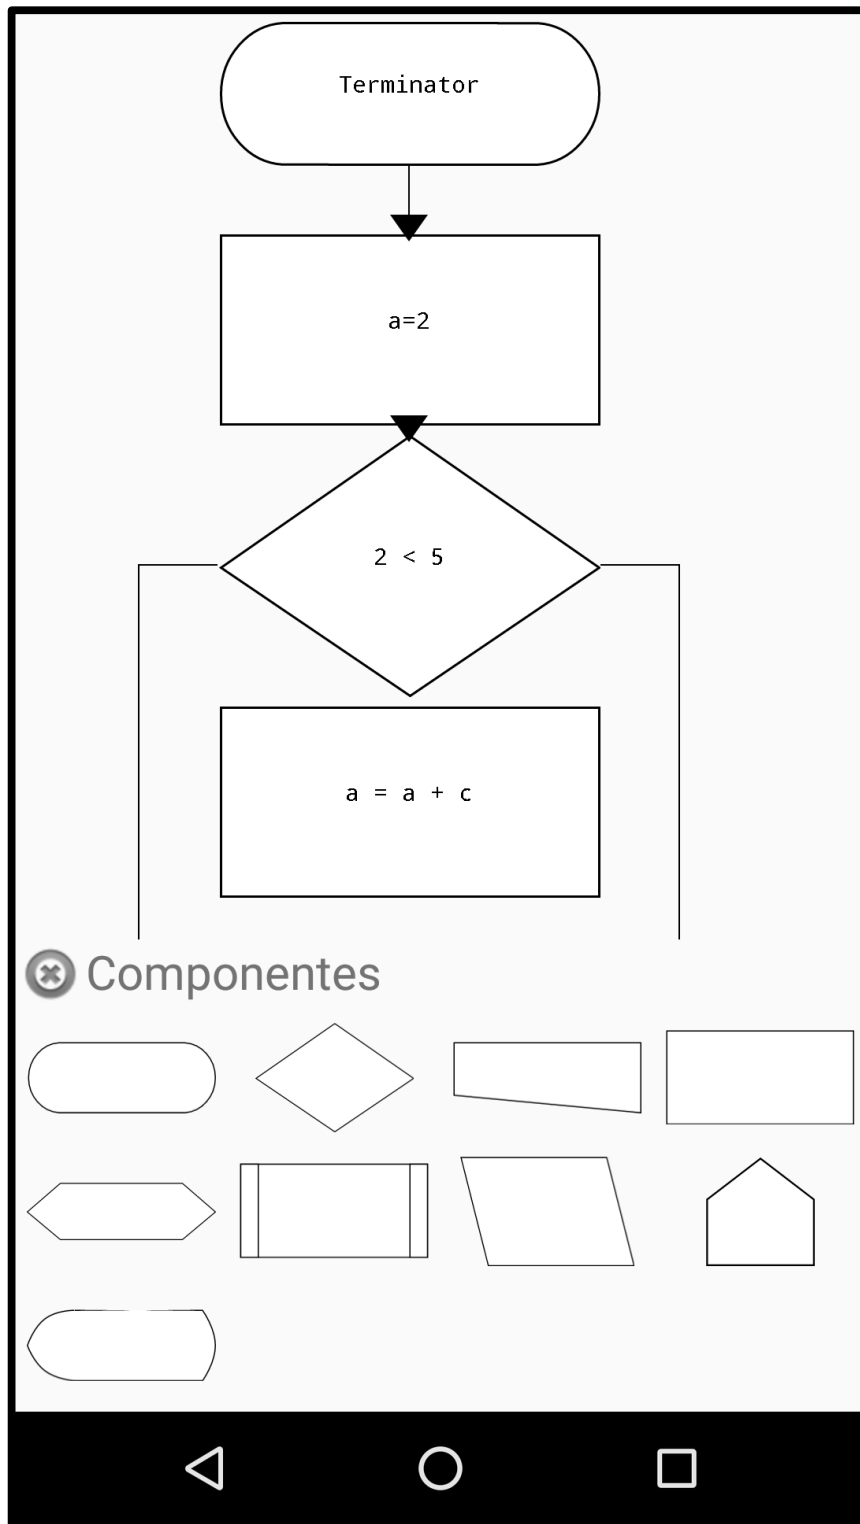 Terminator
a=2
2 < 5
a = a + c
Componentes